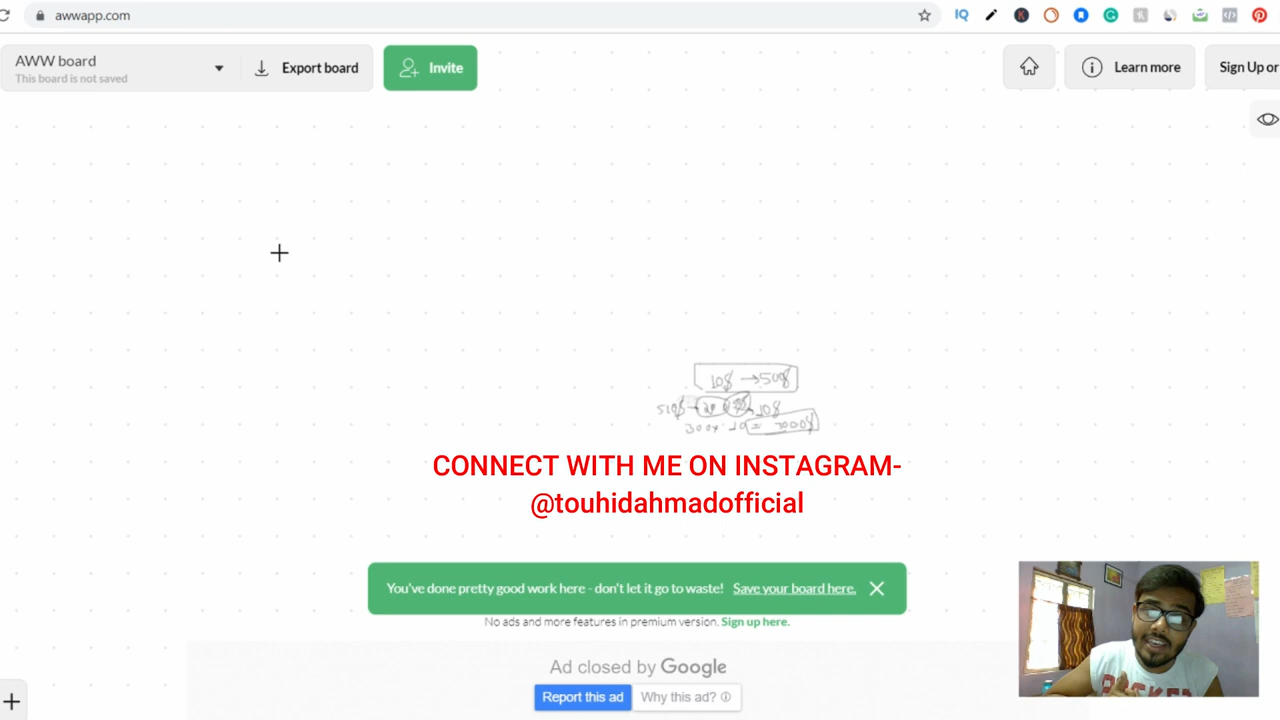 awwapp.com
AWW board
This board is not saved
Export board
Invite
Learn more
Sign Up or
10$ → 500$
10$
CONNECT WITH ME ON INSTAGRAM-
@touhidahmadofficial
You've done pretty good work here - don't let it go to waste! Save your board here.
No ads and more features in premium version. Sign up here.
Ad closed by Google
Report this ad
Why this ad?